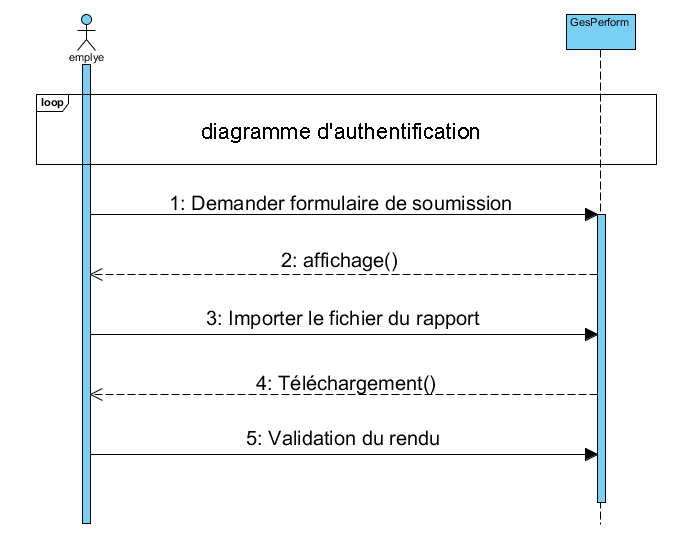 GesPerform
emplye
loop
diagramme d'authentification
1: Demander formulaire de soumission
2: affichage()
3: Importer le fichier du rapport
4: Téléchargement()
5: Validation du rendu